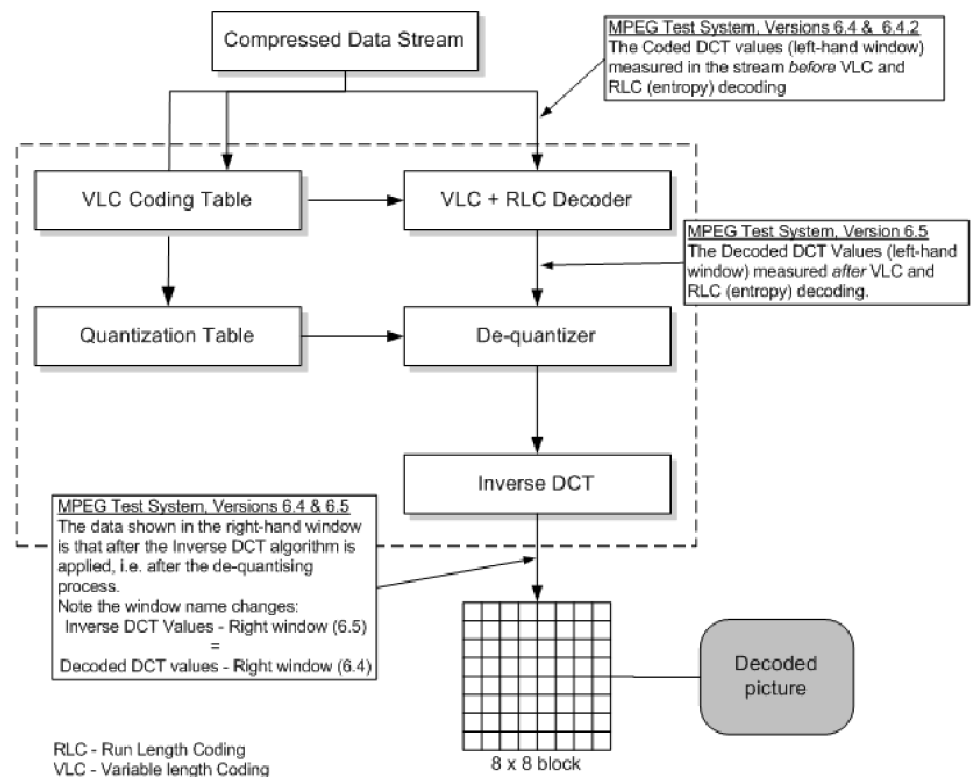 Compressed Data Stream
MPEG Test System, Versions 6.4 & 6.4.2
The Coded DCT values (left-hand window)
measured in the stream before VLC and
RLC (entropy) decoding
VLC Coding Table
VLC + RLC Decoder
MPEG Test System, Version 6.5
The Decoded DCT Values (left-hand
window) measured after VLC and
RLC (entropy) decoding.
Quantization Table
De-quantizer
Inverse DCT
MPEG Test System, Versions 6.4 & 6.5
The data shown in the right-hand window
is that after the Inverse DCT algorithm is
applied, i.e. after the de-quantising
process.
Note the window name changes:
Inverse DCT Values - Right window (6.5)
=
Decoded DCT values - Right window (6.4)
Decoded
picture
8 x 8 block
RLC - Run Length Coding
VLC - Variable length Coding